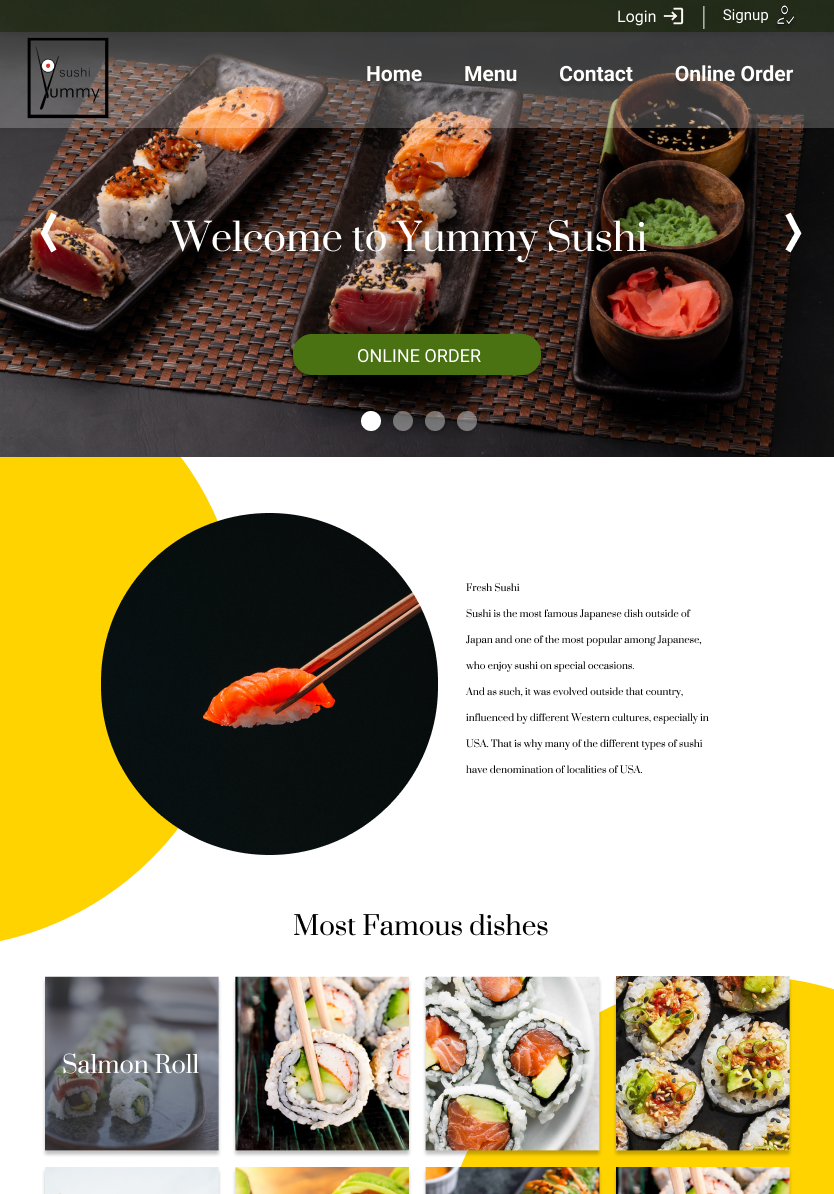 Login
Signup
sushi
Yummy
Home
Menu
Contact
Online Order
Welcome to Yummy Sushi
ONLINE ORDER
Fresh Sushi
Sushi is the most famous Japanese dish outside of
Japan and one of the most popular among Japanese,
who enjoy sushi on special occasions.
And as such, it was evolved outside that country,
influenced by different Western cultures, especially in
USA. That is why many of the different types of sushi
have denomination of localities of USA.
Most Famous dishes
Salmon Roll